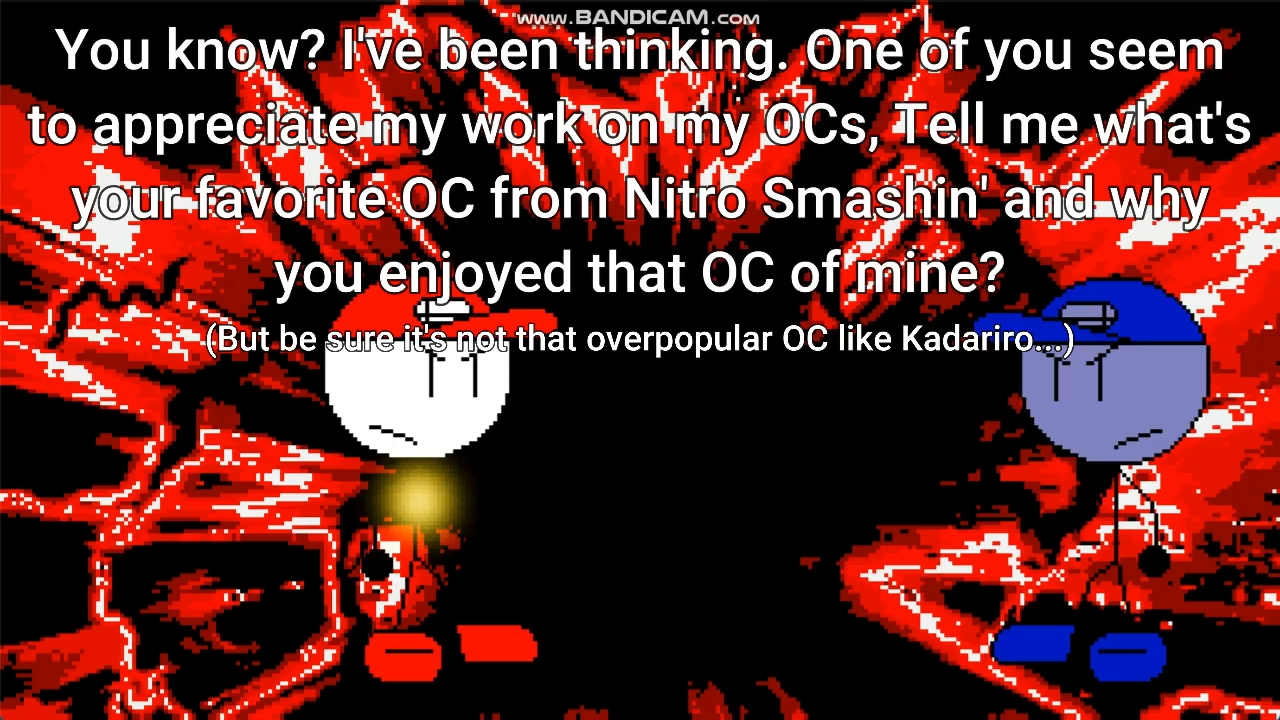 www.BANDICAM.com
You know? I've been thinking. One of you seem
to appreciate my work on my OCs, Tell me what's
your favorite OC from Nitro Smashin' and why
you enjoyed that OC of mine?
(But be sure it's not that overpopular OC like Kadariro...)